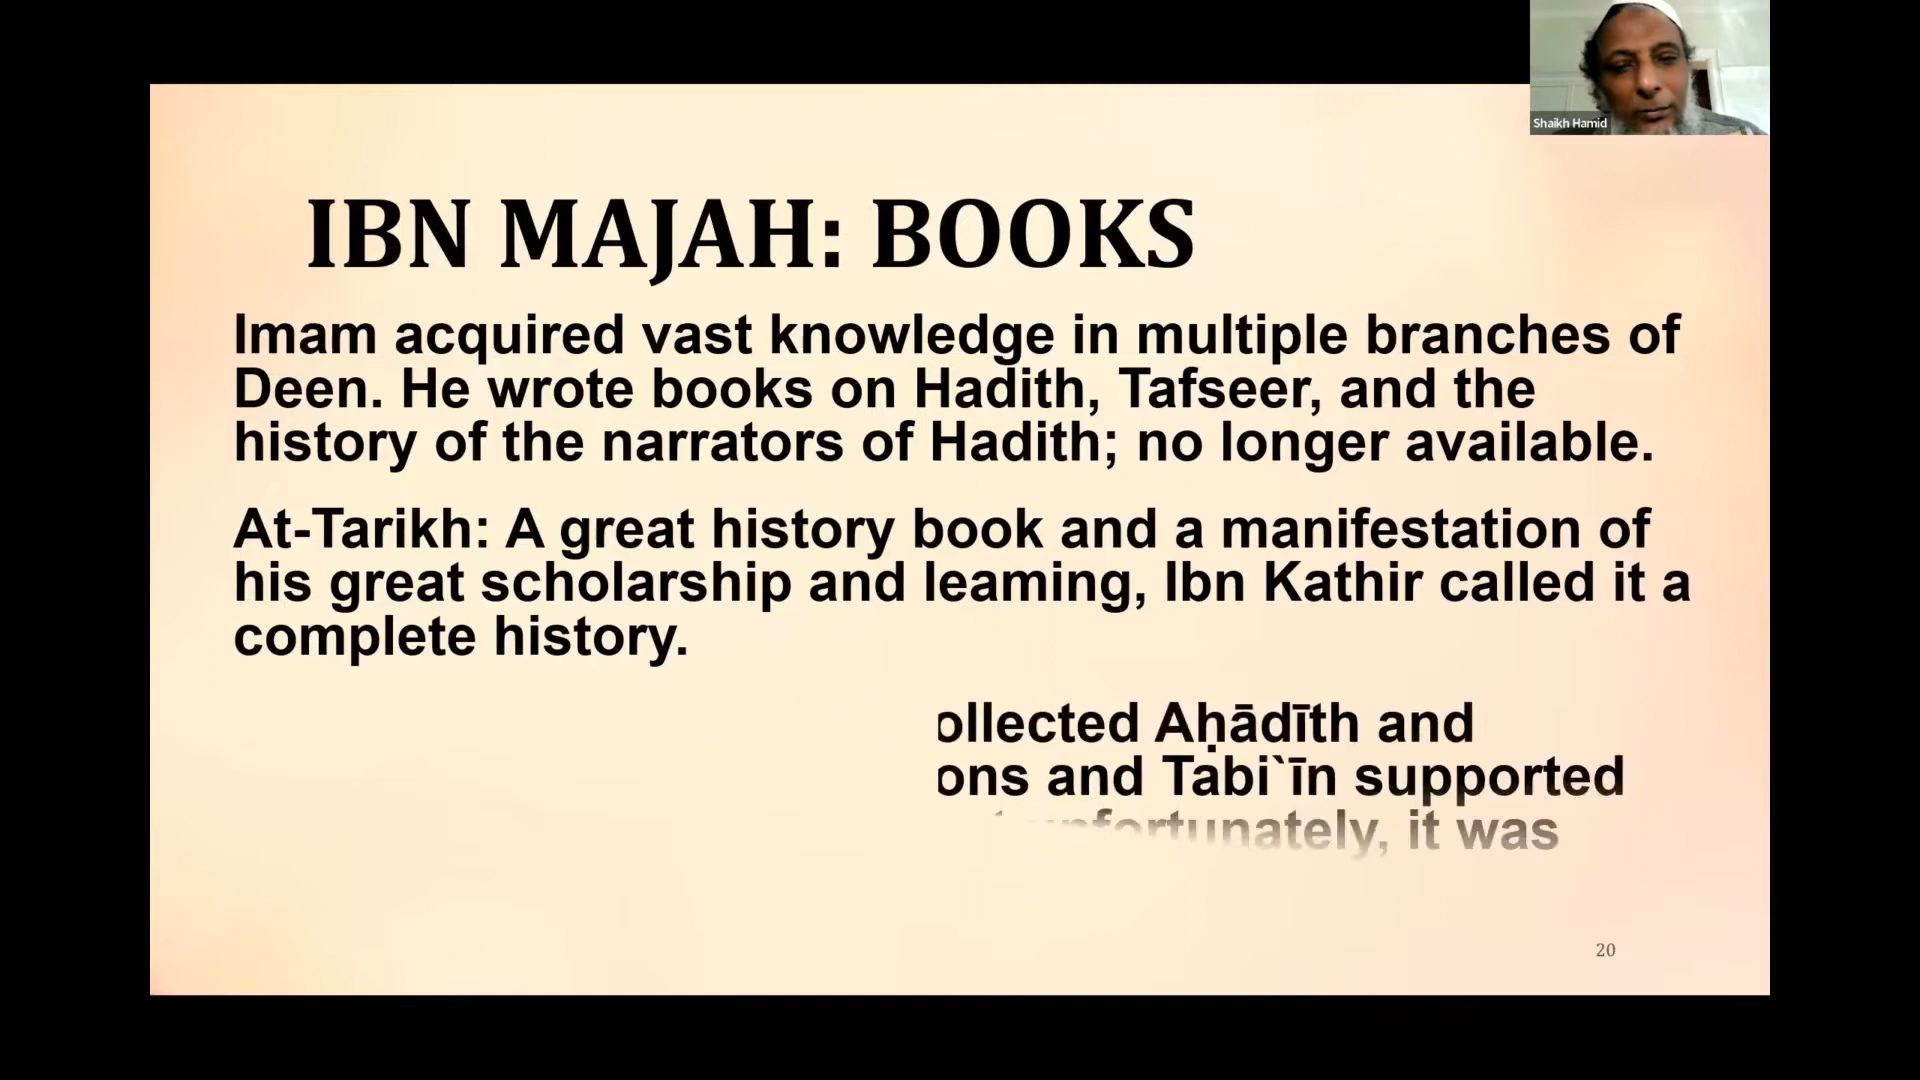 Shaikh Hamid
IBN MAJAH: BOOKS
Imam acquired vast knowledge in multiple branches of
Deen. He wrote books on Hadith, Tafseer, and the
history of the narrators of Hadith; no longer available.
At-Tarikh: A great history book and a manifestation of
his great scholarship and leaming, Ibn Kathir called it a
complete history.
ollected Aḥādīth and
ons and Tabi`īn supported
unfortunately, it was
20